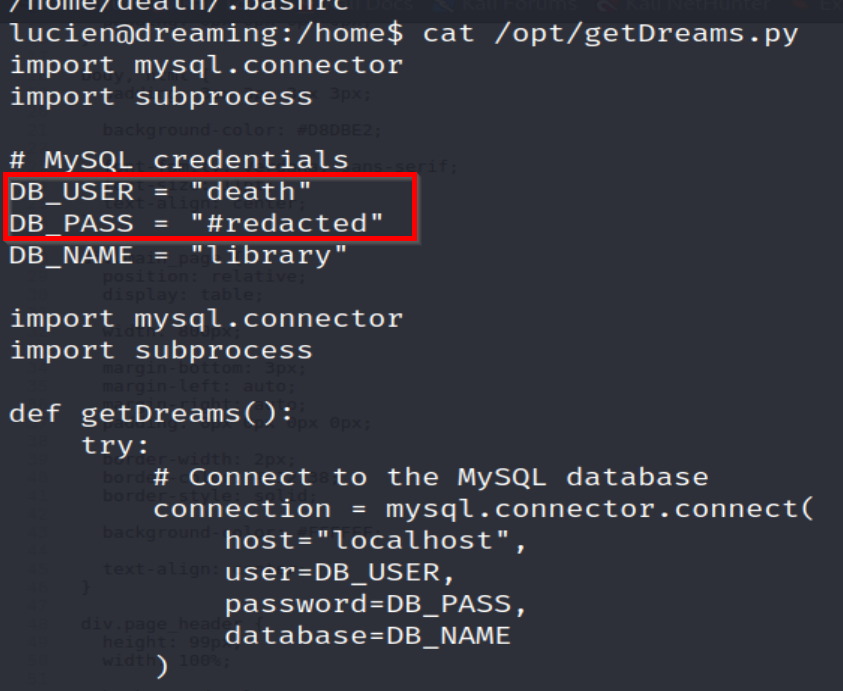 /home/death/.bashrc
lucien@dreaming:/home$ cat /opt/getDreams.py
import mysql.connector
import subprocess

# MySQL credentials
DB_USER = "death"
DB_PASS = "#redacted"
DB_NAME = "library"

import mysql.connector
import subprocess

def getDreams():
    try:
        # Connect to the MySQL database
        connection = mysql.connector.connect(
            host="localhost",
            user=DB_USER,
            password=DB_PASS,
            database=DB_NAME
        )